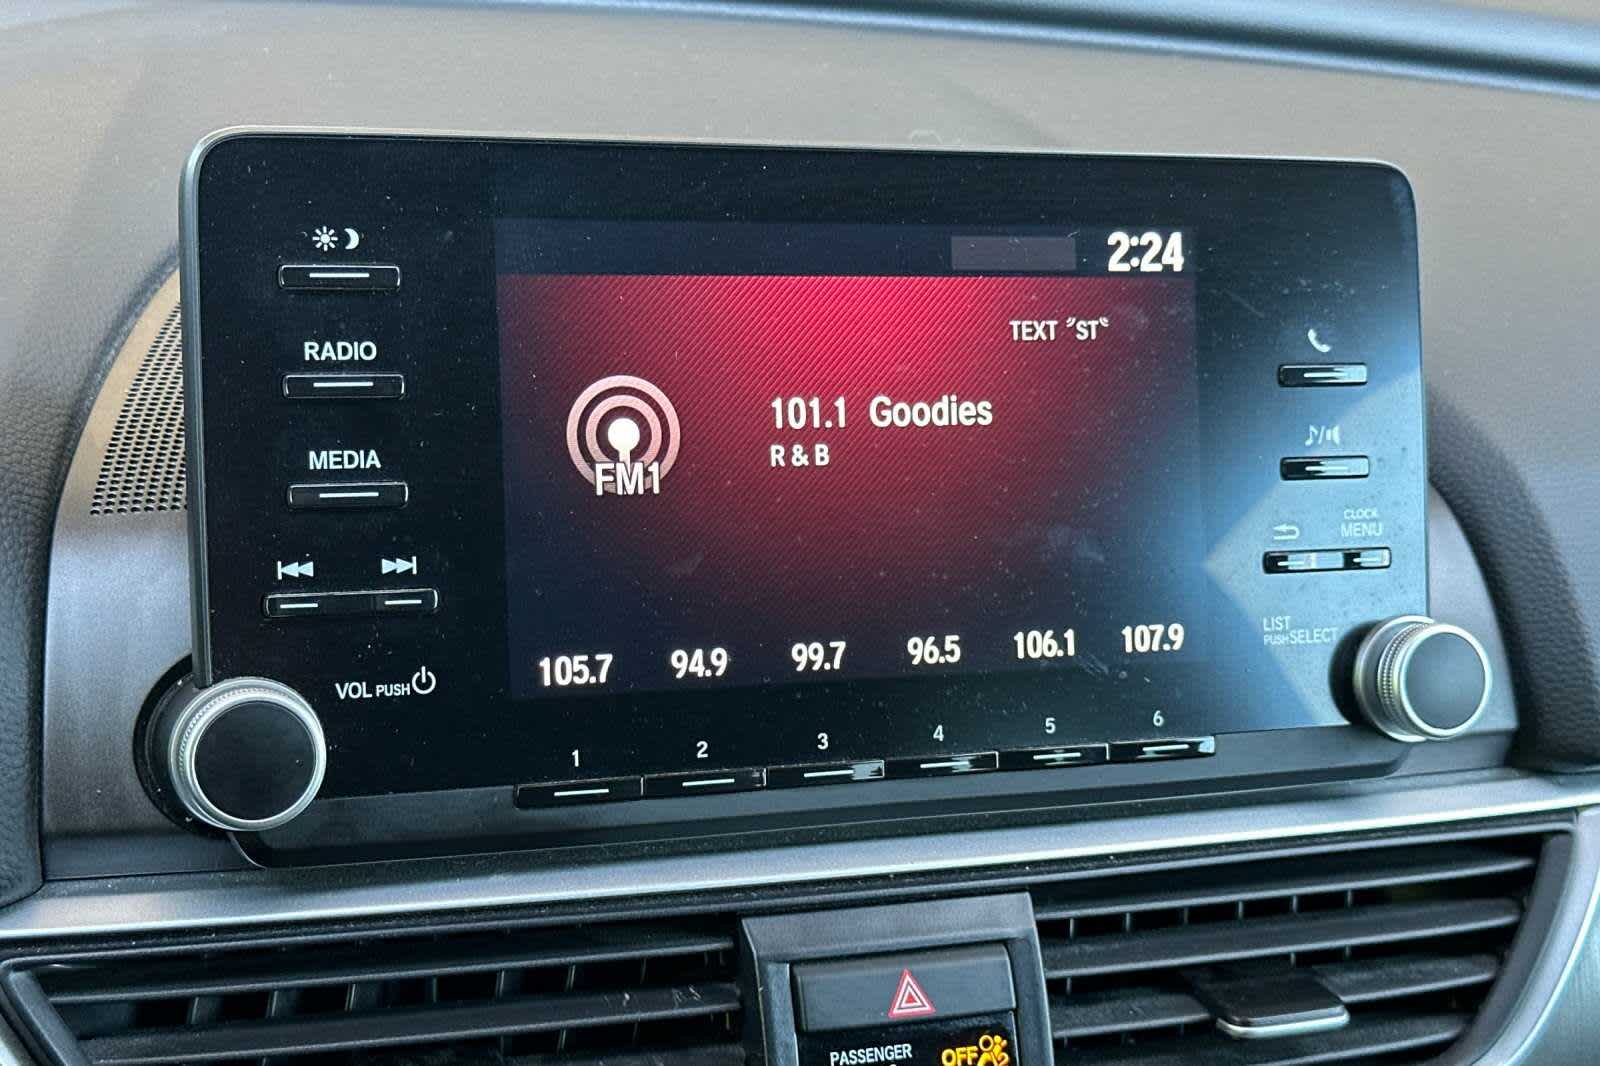 2:24
RADIO
TEXT "ST"
101.1 Goodies
R & B
FM1
MEDIA
CLOCK
MENU
LIST
PUSH SELECT
VOL PUSH
105.7 94.9 99.7 96.5 106.1 107.9
1 2 3 4 5 6
PASSENGER
OFF